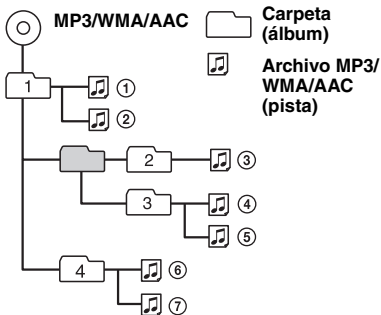 MP3/WMA/AAC
Carpeta
(álbum)
Archivo MP3/
WMA/AAC
(pista)
1
①
②
2
③
3
④
⑤
4
⑥
⑦